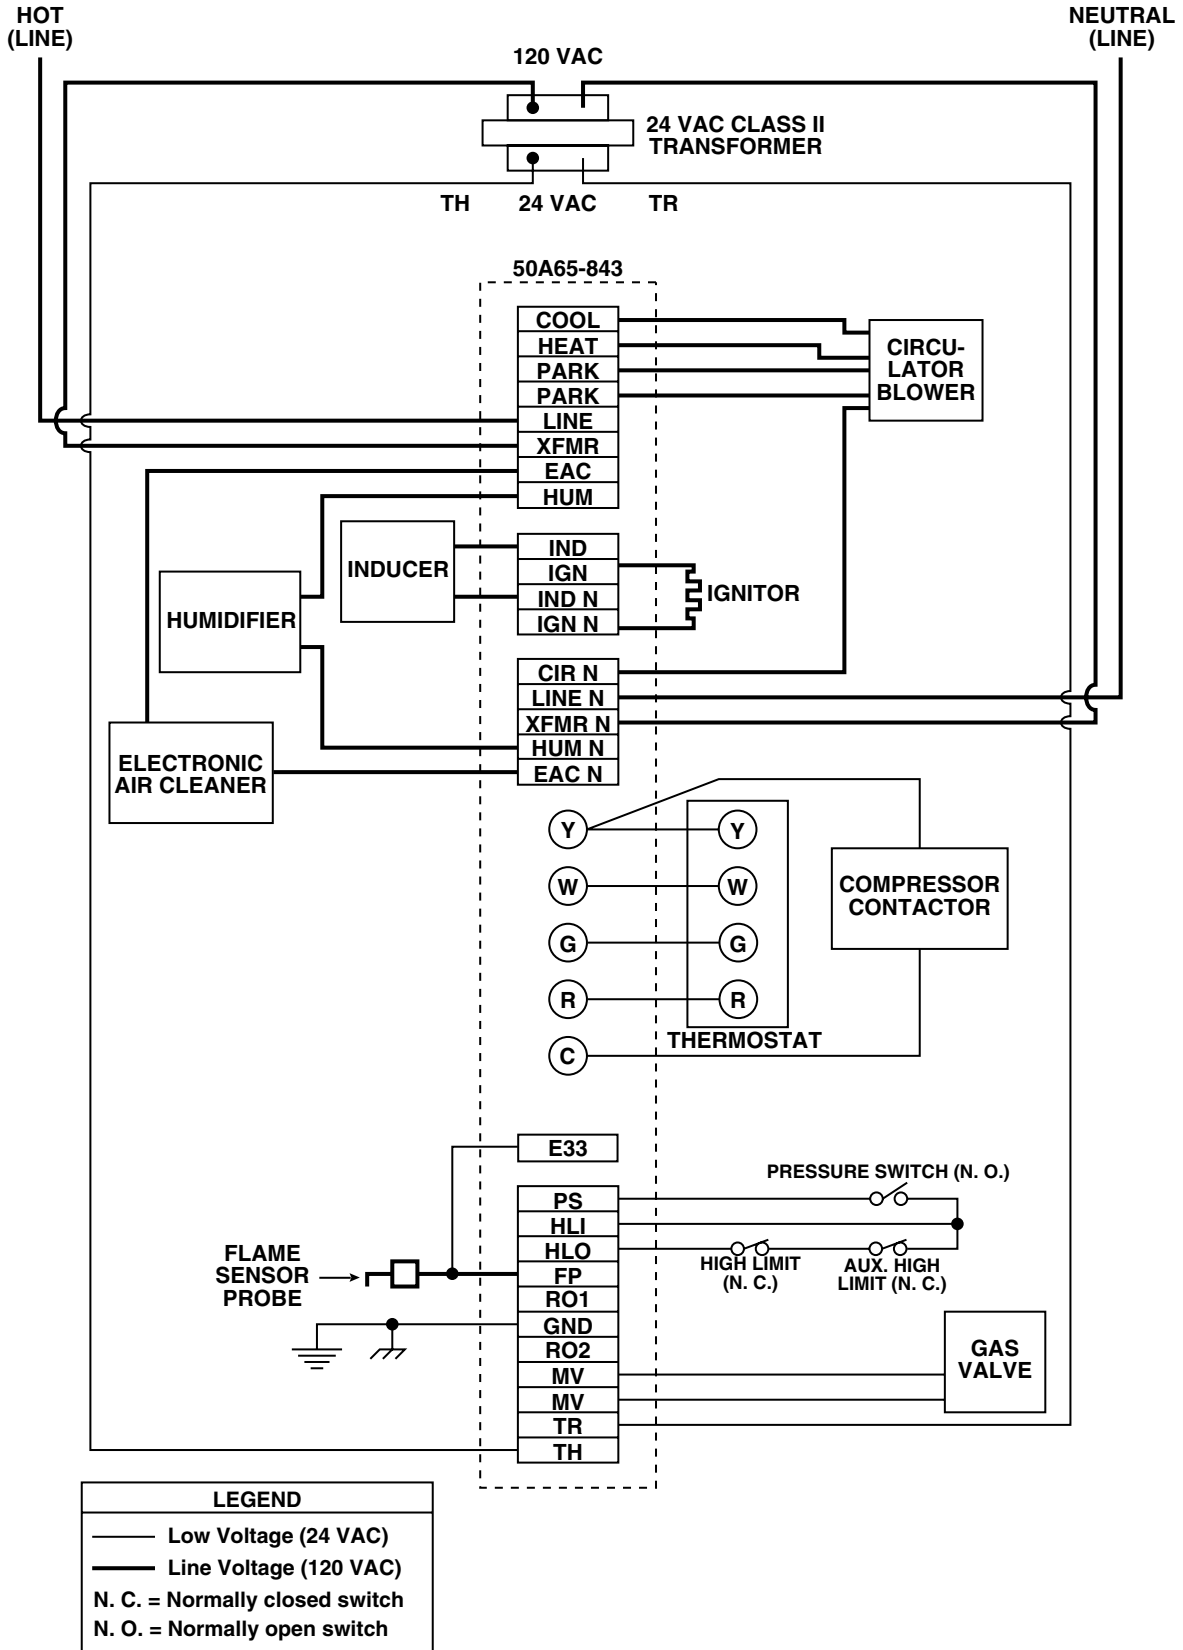 HOT
(LINE)
NEUTRAL
(LINE)
120 VAC
24 VAC CLASS II
TRANSFORMER
TH
24 VAC
TR
50A65-843
COOL
HEAT
PARK
PARK
LINE
XFMR
EAC
HUM
CIRCU-
LATOR
BLOWER
IND
IGN
IND N
IGN N
INDUCER
IGNITOR
HUMIDIFIER
CIR N
LINE N
XFMR N
HUM N
EAC N
ELECTRONIC
AIR CLEANER
Y
W
G
R
C
Y
W
G
R
THERMOSTAT
COMPRESSOR
CONTACTOR
E33
PS
HLI
HLO
FP
RO1
GND
RO2
MV
MV
TR
TH
PRESSURE SWITCH (N. O.)
HIGH LIMIT
(N. C.)
AUX. HIGH
LIMIT (N. C.)
FLAME
SENSOR
PROBE
GAS
VALVE
LEGEND
Low Voltage (24 VAC)
Line Voltage (120 VAC)
N. C. = Normally closed switch
N. O. = Normally open switch